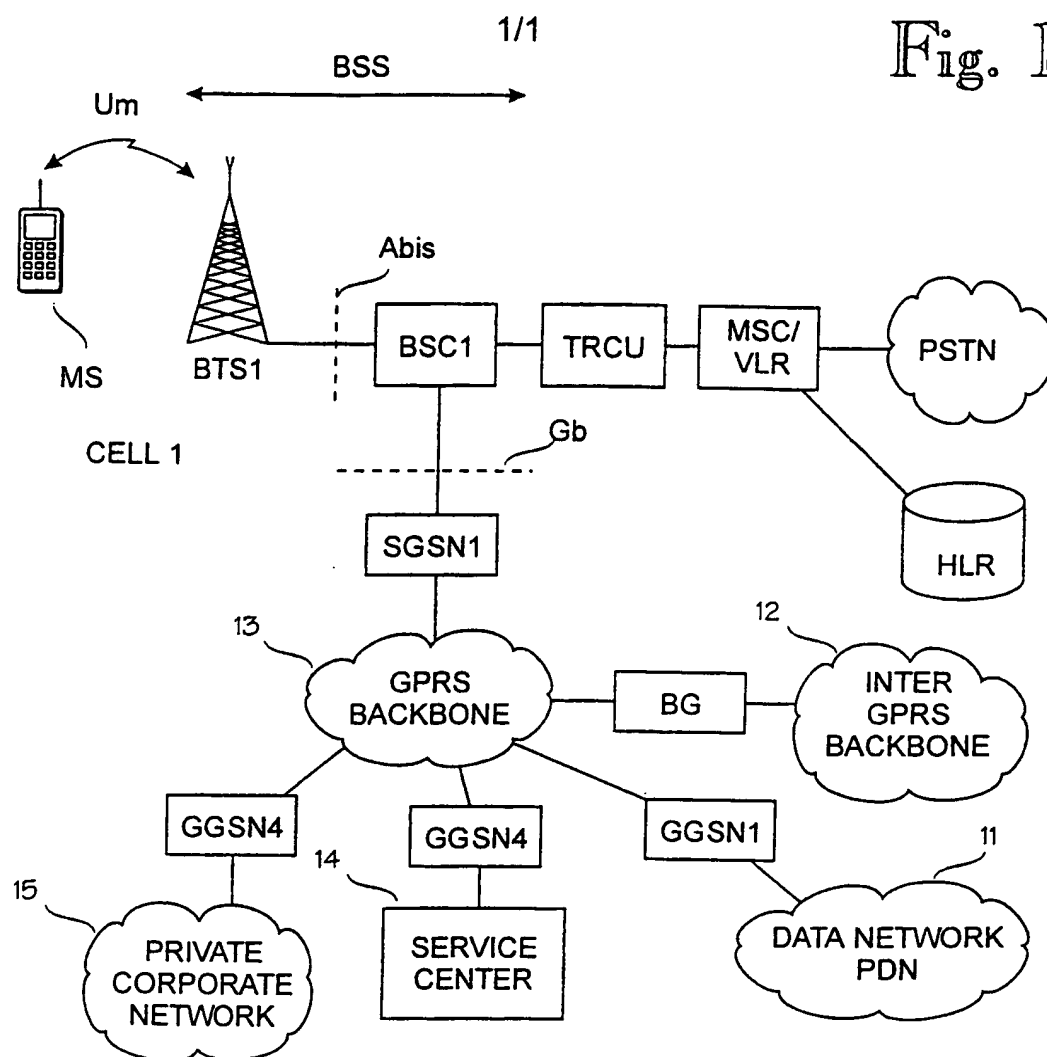 1/1
Fig. 1
BSS
Um
Abis
MS
BTS1
BSC1
TRCU
MSC/
VLR
PSTN
CELL 1
Gb
SGSN1
HLR
13
GPRS
BACKBONE
BG
12
INTER
GPRS
BACKBONE
GGSN4
GGSN4
GGSN1
15
PRIVATE
CORPORATE
NETWORK
14
SERVICE
CENTER
11
DATA NETWORK
PDN